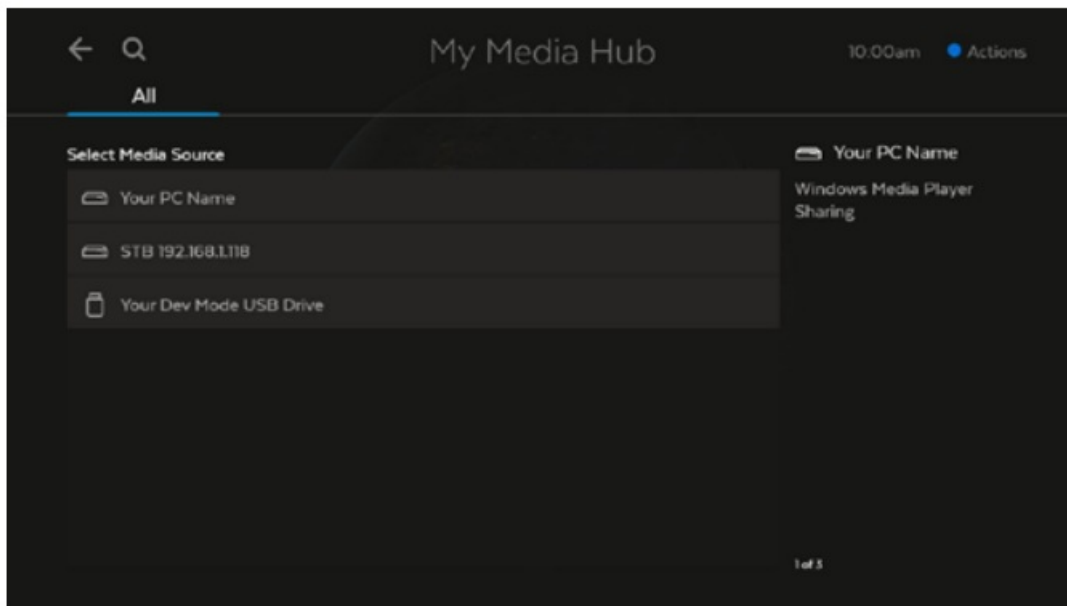 My Media Hub
10:00am Actions
All
Select Media Source
Your PC Name
STB 192.168.1.118
Your Dev Mode USB Drive
Your PC Name
Windows Media Player
Sharing
1 of 3